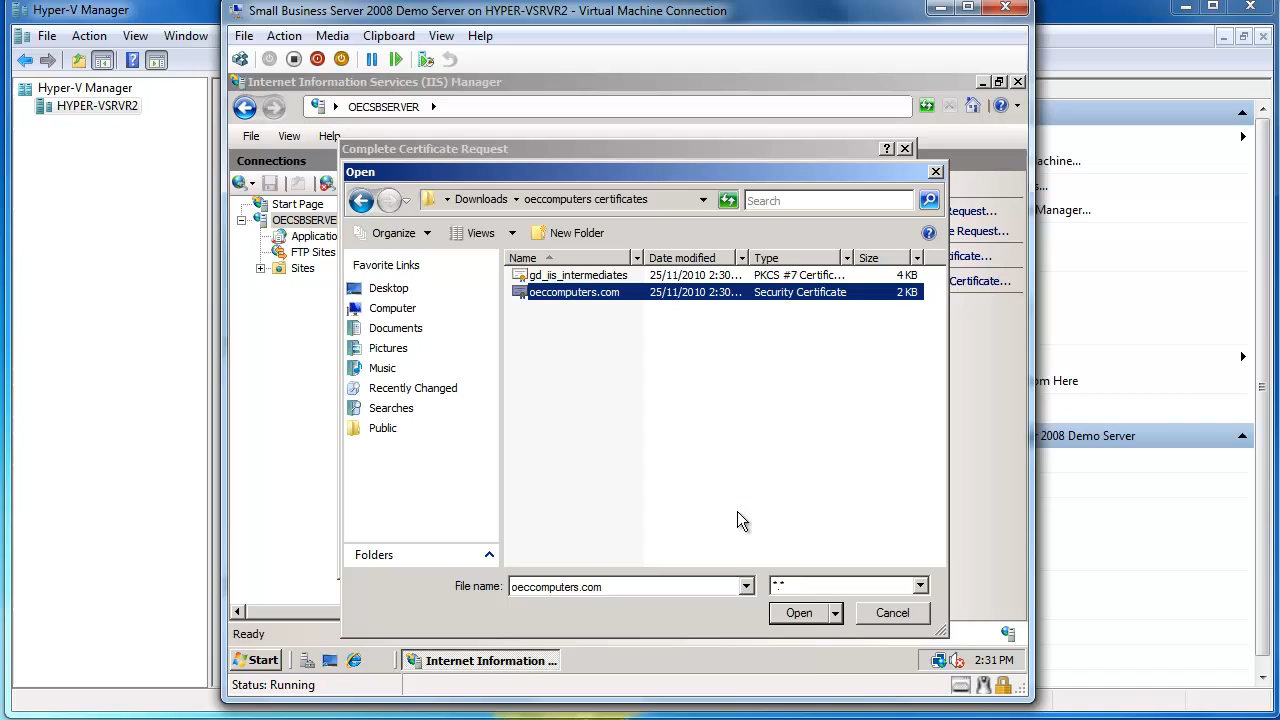 Hyper-V Manager
File Action View Window
Hyper-V Manager
HYPER-VSRVR2
Small Business Server 2008 Demo Server on HYPER-VSRVR2 - Virtual Machine Connection
File Action Media Clipboard View Help
Internet Information Services (IIS) Manager
OECSBSERVER
File View Help
Connections
Start Page
OECSBSERVE
Applicatio
FTP Sites
Sites
Complete Certificate Request
Open
Downloads oeccomputers certificates
Search
Organize Views New Folder
Favorite Links
Desktop
Computer
Documents
Pictures
Music
Recently Changed
Searches
Public
Folders
Name Date modified Type Size
gd_iis_intermediates 25/11/2010 2:30... PKCS #7 Certific... 4 KB
oeccomputers.com 25/11/2010 2:30... Security Certificate 2 KB
File name: oeccomputers.com *.*
Open Cancel
equest...
e Request...
ertificate...
Certificate...
achine...
s...
Manager...
om Here
2008 Demo Server
Ready
Start Internet Information ... 2:31 PM
Status: Running